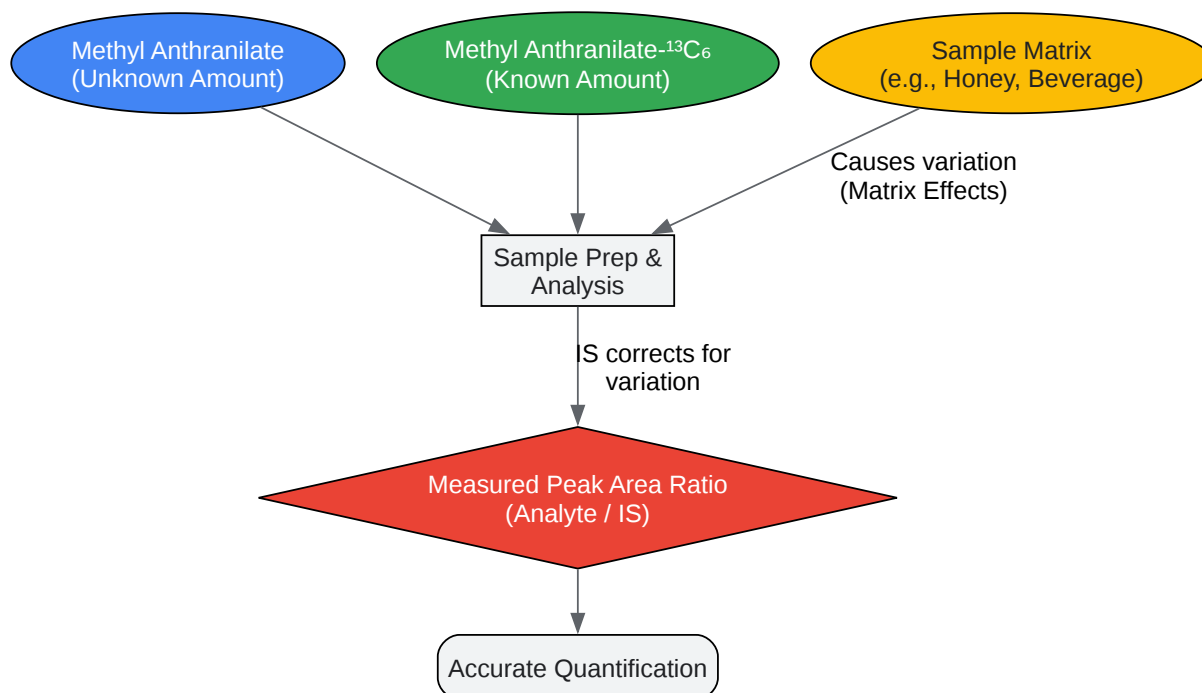 Methyl Anthranilate
(Unknown Amount)
Methyl Anthranilate-¹³C₆
(Known Amount)
Sample Matrix
(e.g., Honey, Beverage)
Causes variation
(Matrix Effects)
Sample Prep &
Analysis
IS corrects for
variation
Measured Peak Area Ratio
(Analyte / IS)
Accurate Quantification